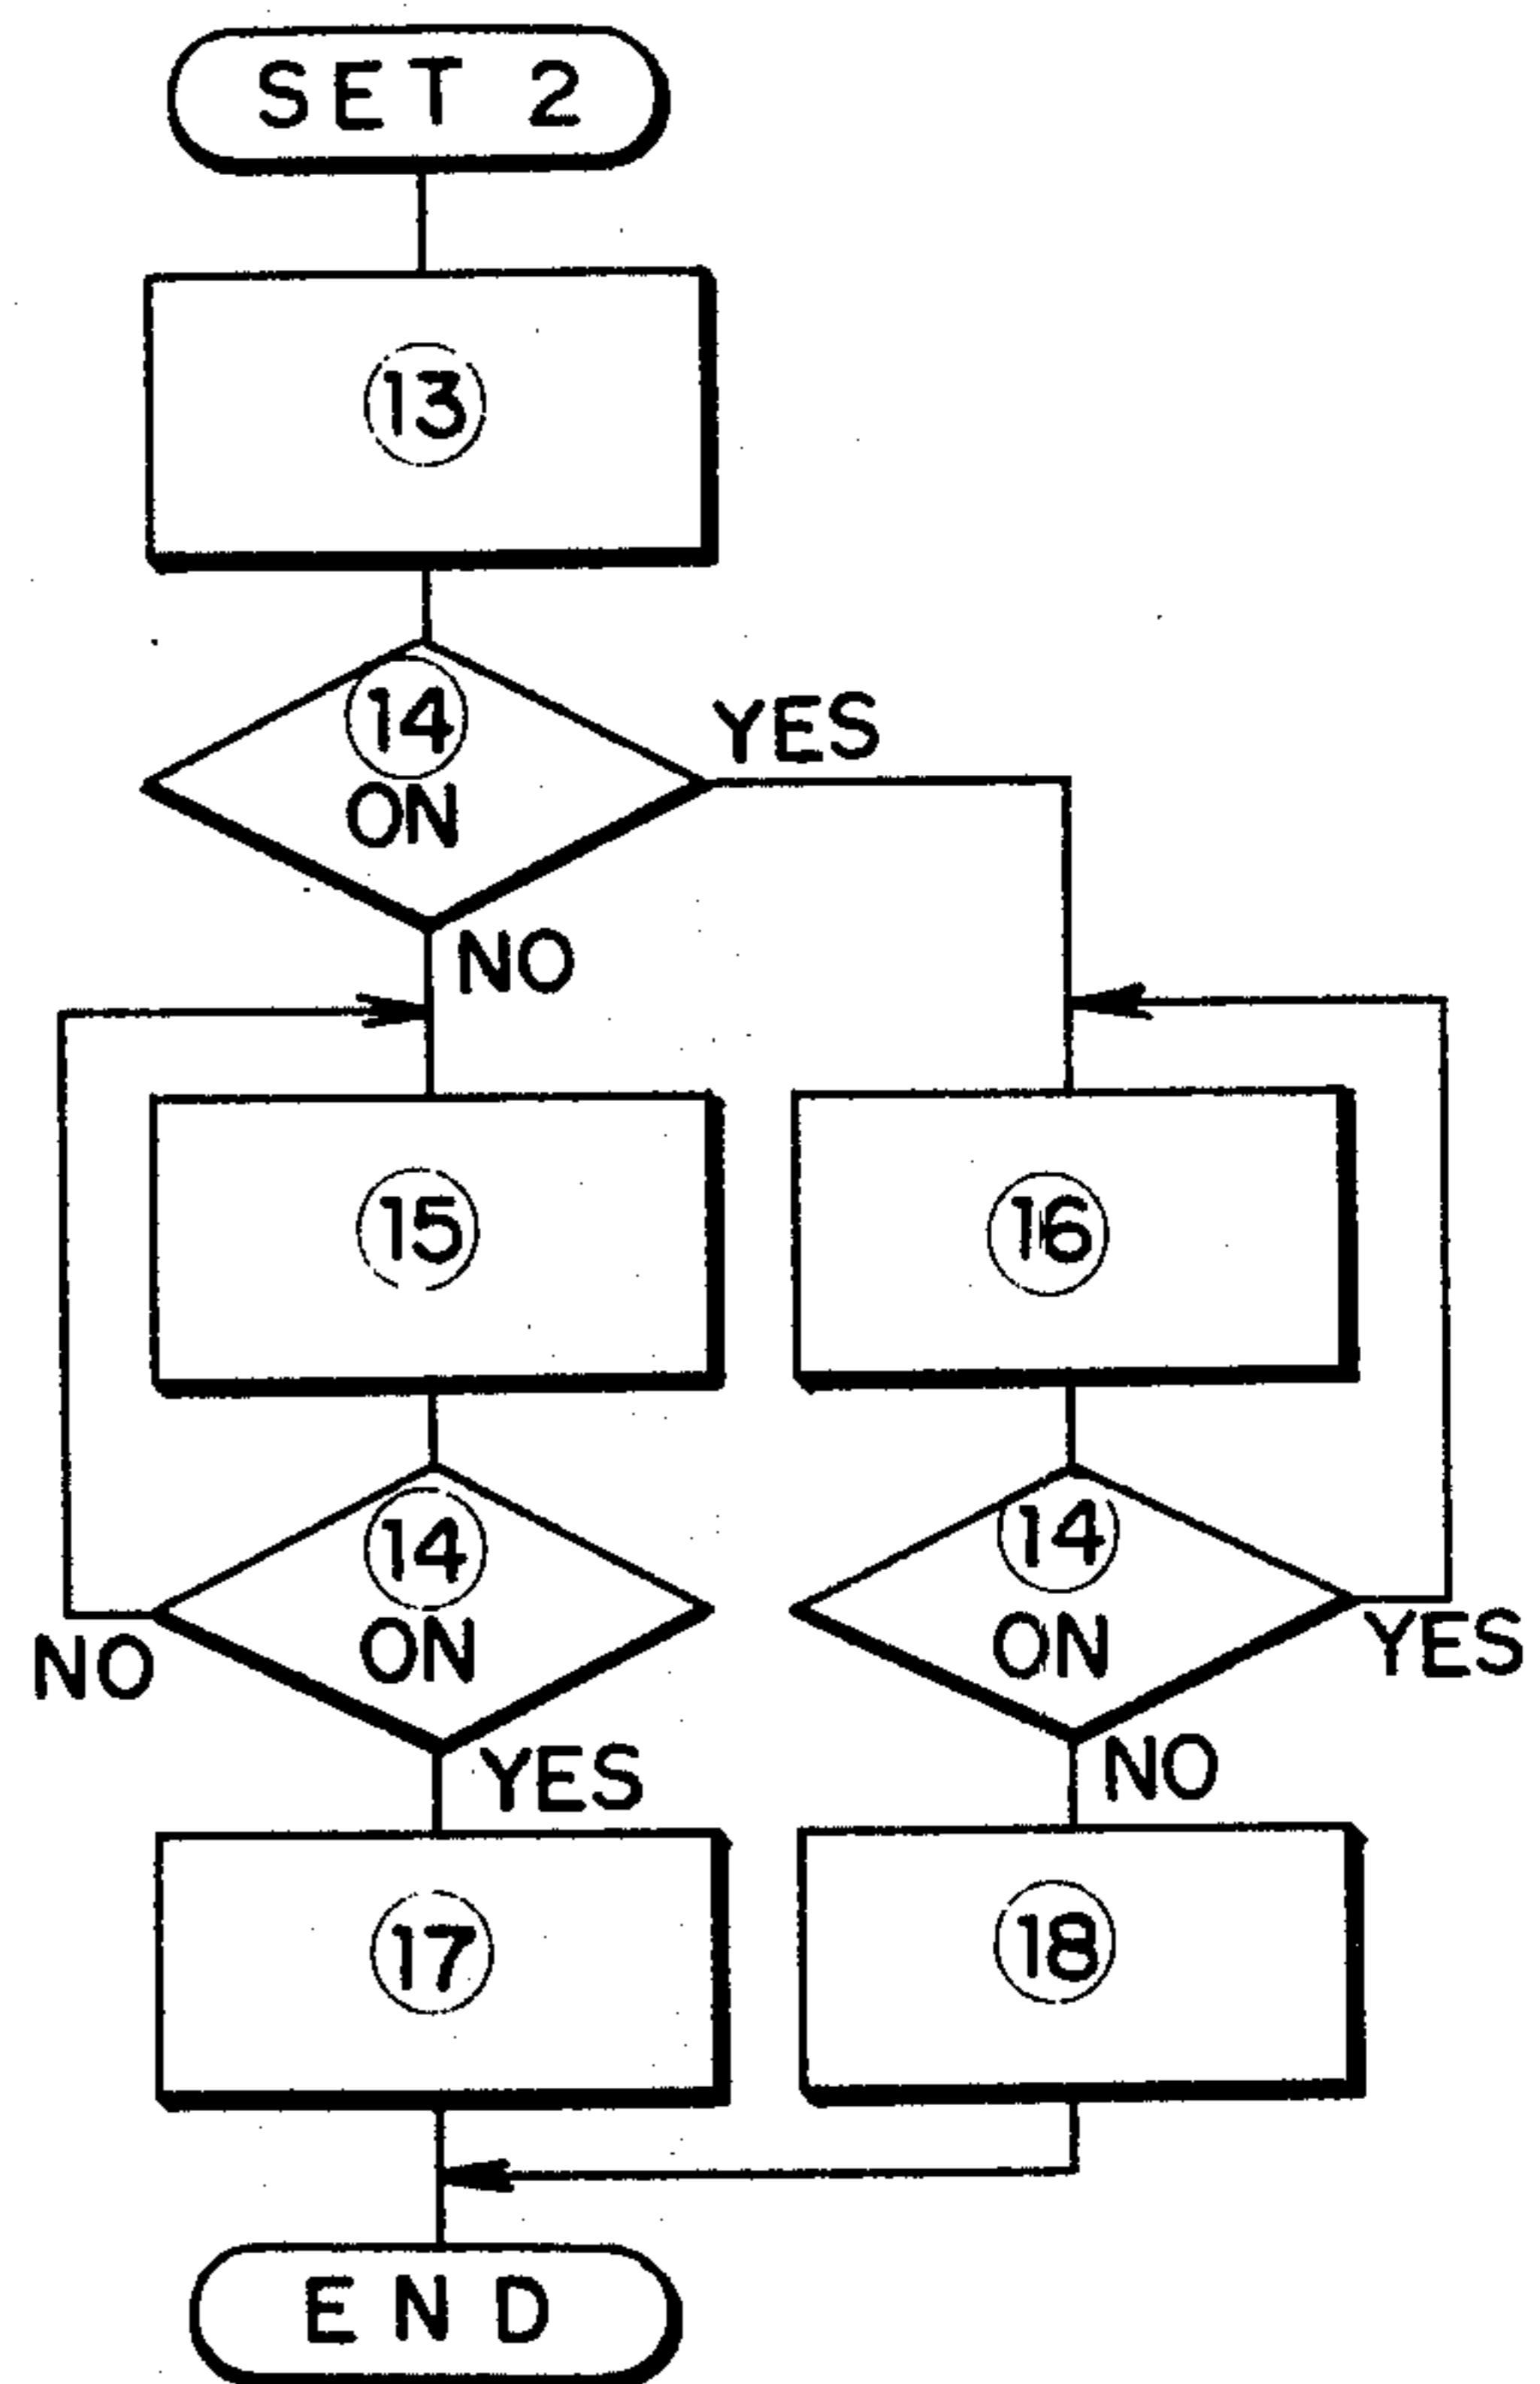 SET 2
13
14
ON
YES
NO
15
16
14
ON
NO
YES
14
ON
YES
NO
17
18
END